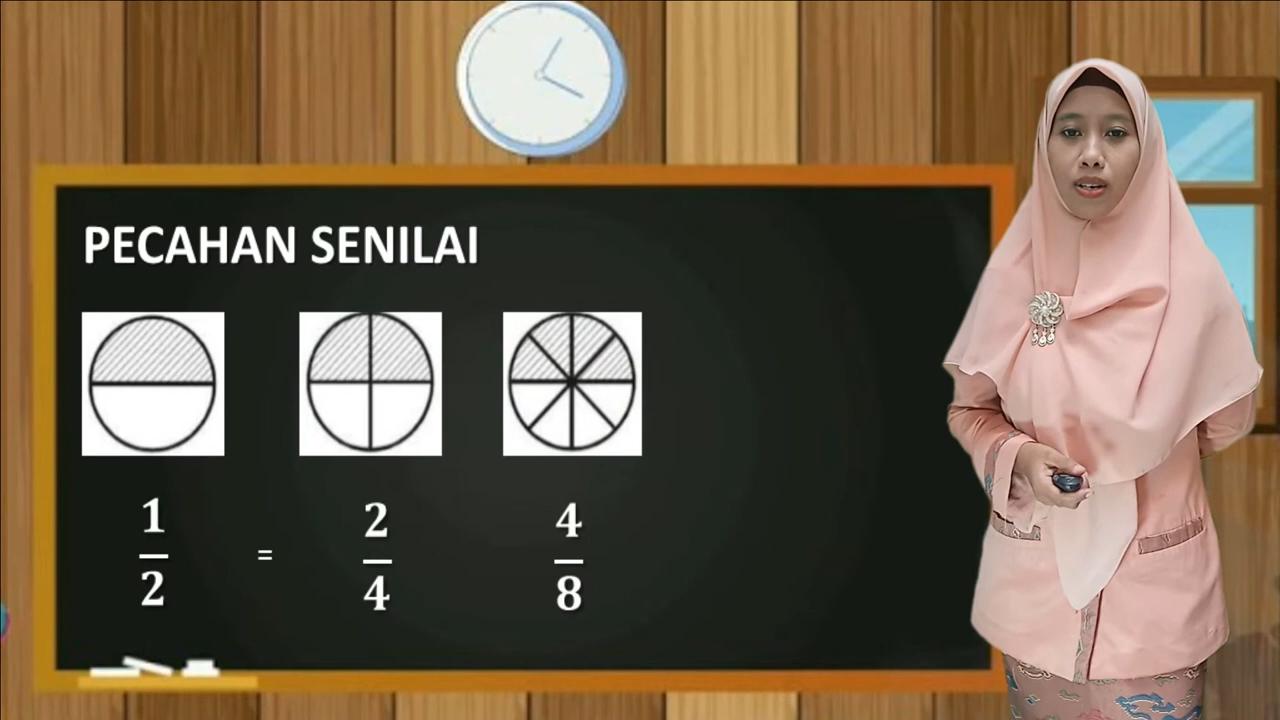 PECAHAN SENILAI
1/2 = 2/4 4/8